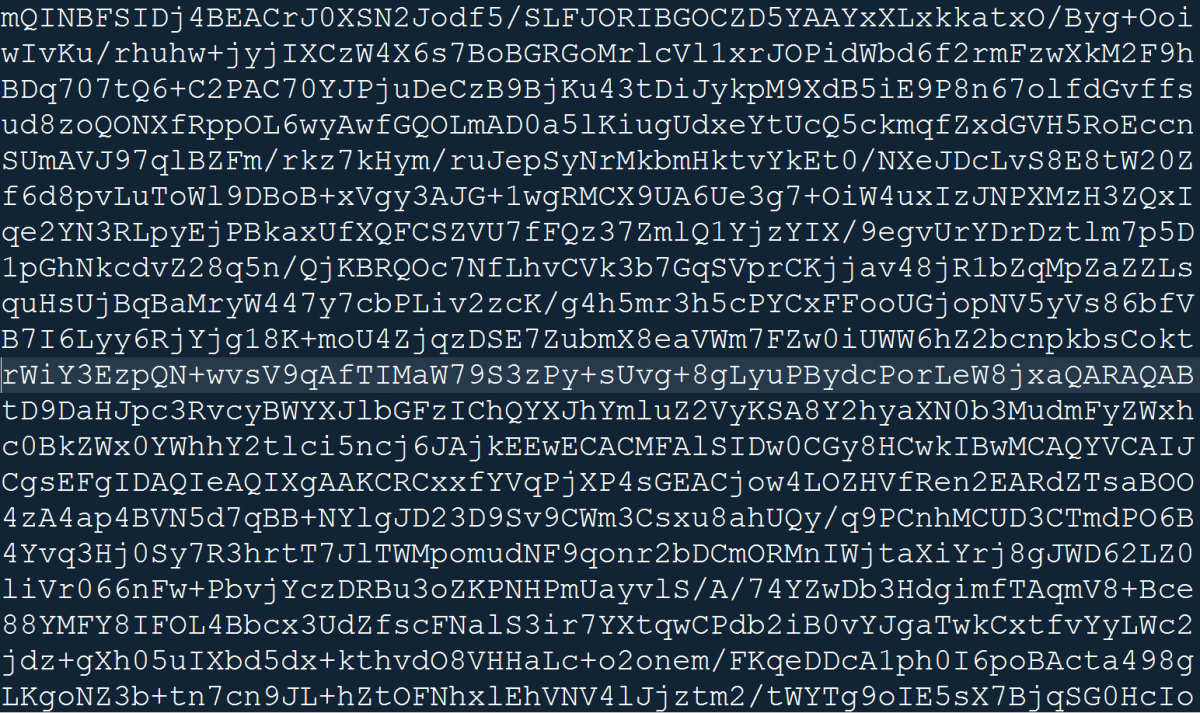 mQINBFSIDj4BEACrJ0XSN2Jodf5/SLFJORIBGOCZD5YAAYxXLxkkatxO/Byg+Ooi
wIvKu/rhuhw+jyjIXCzW4X6s7BoBGRGoMrlcVl1xrJOPidWbd6f2rmFzwXkM2F9h
BDq707tQ6+C2PAC70YJPjuDeCzB9BjKu43tDiJykpM9XdB5iE9P8n67olfdGvffs
ud8zoQONXfRppOL6wyAwfGQOLmAD0a5lKiugUdxeYtUcQ5ckmqfZxdGVH5RoEccn
SUmAVJ97qlBZFm/rkz7kHym/ruJepSyNrMkbmHktvYkEt0/NXeJDcLvS8E8tW20Z
f6d8pvLuToWl9DBoB+xVgy3AJG+1wgRMCX9UA6Ue3g7+OiW4uxIzJNPXMzH3ZQxI
qe2YN3RLpyEjPBkaxUfXQFCSZVU7fFQz37ZmlQ1YjzYIX/9egvUrYDrDztlm7p5D
1pGhNkcdvZ28q5n/QjKBRQOc7NfLhvCVk3b7GqSVprCKjjav48jR1bZqMpZaZZLs
quHsUjBqBaMryW447y7cbPLiv2zcK/g4h5mr3h5cPYCxFFooUGjopNV5yVs86bfV
B7I6Lyy6RjYjg18K+moU4ZjqzDSE7ZubmX8eaVWm7FZw0iUWW6hZ2bcnpkbsCokt
rWiY3EzpQN+wvsV9qAfTIMaW79S3zPy+sUvg+8gLyuPBydcPorLeW8jxaQARAQAB
tD9DaHJpc3RvcyBWYXJlbGFzIChQYXJhYmluZ2VyKSA8Y2hyaXN0b3MudmFyZWxh
c0BkZWx0YWhhY2tlci5ncj6JAjkEEwECACMFAlSIDw0CGy8HCwkIBwMCAQYVCAIJ
CgsEFgIDAQIeAQIXgAAKCRCxxfYVqPjXP4sGEACjow4LOZHVfRen2EARdZTsaBOO
4zA4ap4BVN5d7qBB+NYlgJD23D9Sv9CWm3Csxu8ahUQy/q9PCnhMCUD3CTmdPO6B
4Yvq3Hj0Sy7R3hrtT7JlTWMpomudNF9qonr2bDCmORMnIWjtaXiYrj8gJWD62LZ0
liVr066nFw+PbvjYczDRBu3oZKPNHPmUayvlS/A/74YZwDb3HdgimfTAqmV8+Bce
88YMFY8IFOL4Bbcx3UdZfscFNalS3ir7YXtqwCPdb2iB0vYJgaTwkCxtfvYyLWc2
jdz+gXh05uIXbd5dx+kthvdO8VHHaLc+o2onem/FKqeDDcA1ph0I6poBActa498g
LKgoNZ3b+tn7cn9JL+hZtOFNhxlEhVNV4lJjztm2/tWYTg9oIE5sX7BjqSG0HcIo